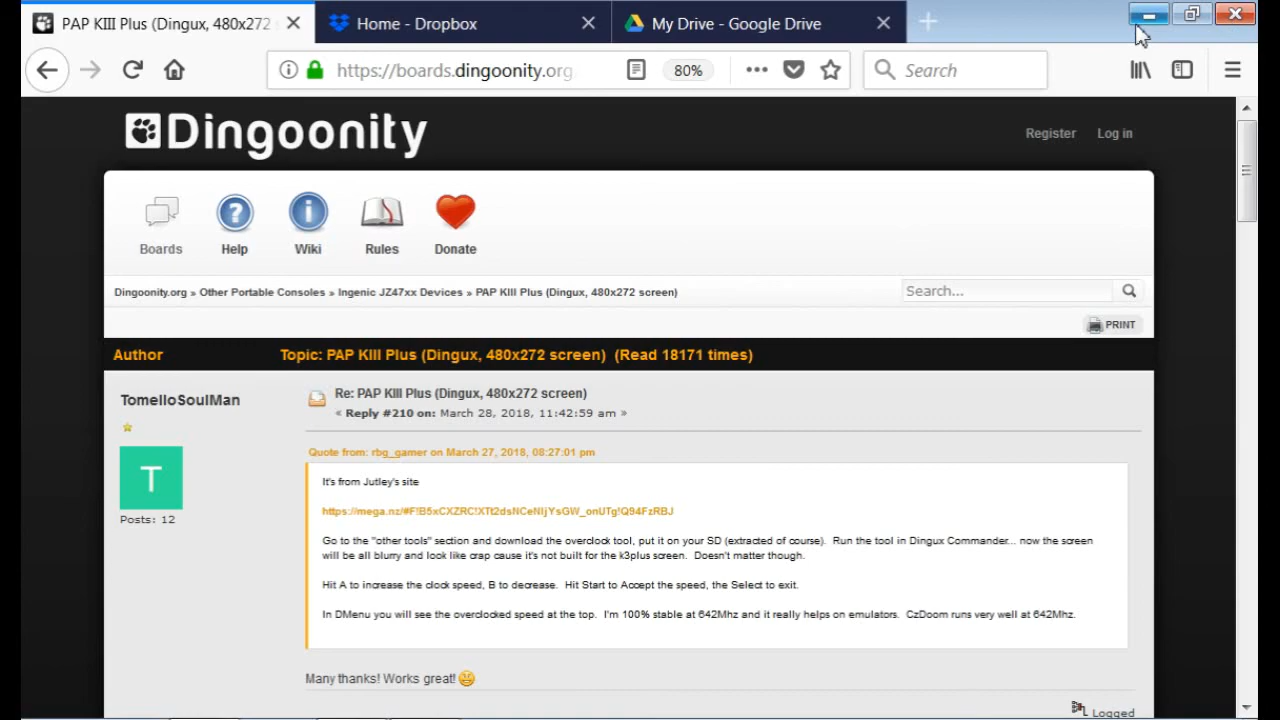 PAP KIII Plus (Dingux, 480x272
Home - Dropbox
My Drive - Google Drive
https://boards.dingoonity.org
80%
Search
Dingoonity
Register Log in
Boards Help Wiki Rules Donate
Dingoonity.org » Other Portable Consoles » Ingenic JZ47xx Devices » PAP KIII Plus (Dingux, 480x272 screen)
Search...
PRINT
Author Topic: PAP KIII Plus (Dingux, 480x272 screen) (Read 18171 times)
TomelloSoulMan
T
Posts: 12
Re: PAP KIII Plus (Dingux, 480x272 screen)
« Reply #210 on: March 28, 2018, 11:42:59 am »
Quote from: rbg_gamer on March 27, 2018, 08:27:01 pm
It's from Jutley's site
https://mega.nz/#F!B5xCXZRC!XTt2dsNCeNIjYsGW_onUTg!Q94FzRBJ
Go to the "other tools" section and download the overclock tool, put it on your SD (extracted of course). Run the tool in Dingux Commander... now the screen
will be all blurry and look like crap cause it's not built for the k3plus screen. Doesn't matter though.
Hit A to increase the clock speed, B to decrease. Hit Start to Accept the speed, the Select to exit.
In DMenu you will see the overclocked speed at the top. I'm 100% stable at 642Mhz and it really helps on emulators. CzDoom runs very well at 642Mhz.
Many thanks! Works great!
Logged